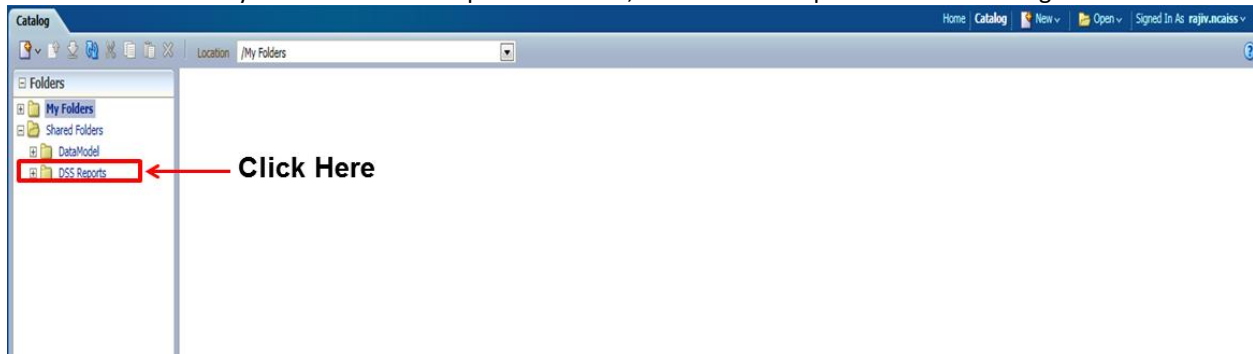 Catalog
Home Catalog New Open Signed In As rajiv.ncaiss
Location /My Folders
Folders
My Folders
Shared Folders
DataModel
DSS Reports
Click Here